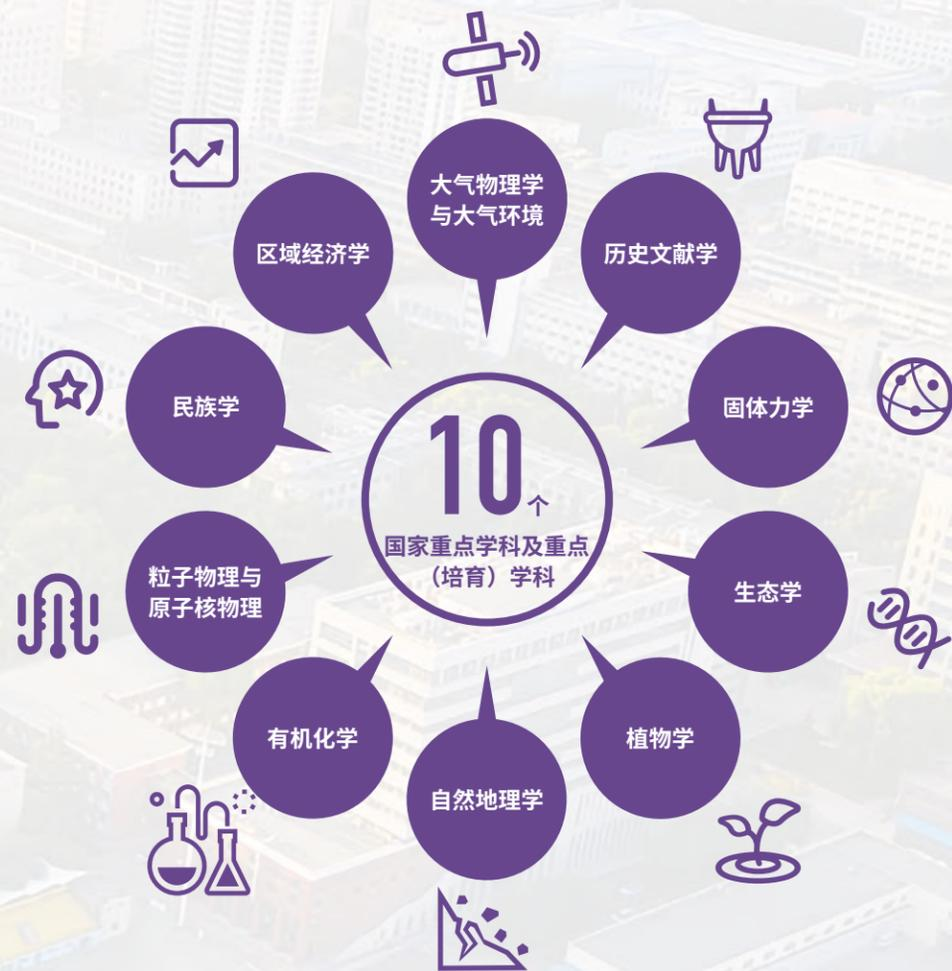 大气物理学
与大气环境
区域经济学
历史文献学
民族学
固体力学
10个
国家重点学科及重点
（培育）学科
粒子物理与
原子核物理
生态学
有机化学
植物学
自然地理学